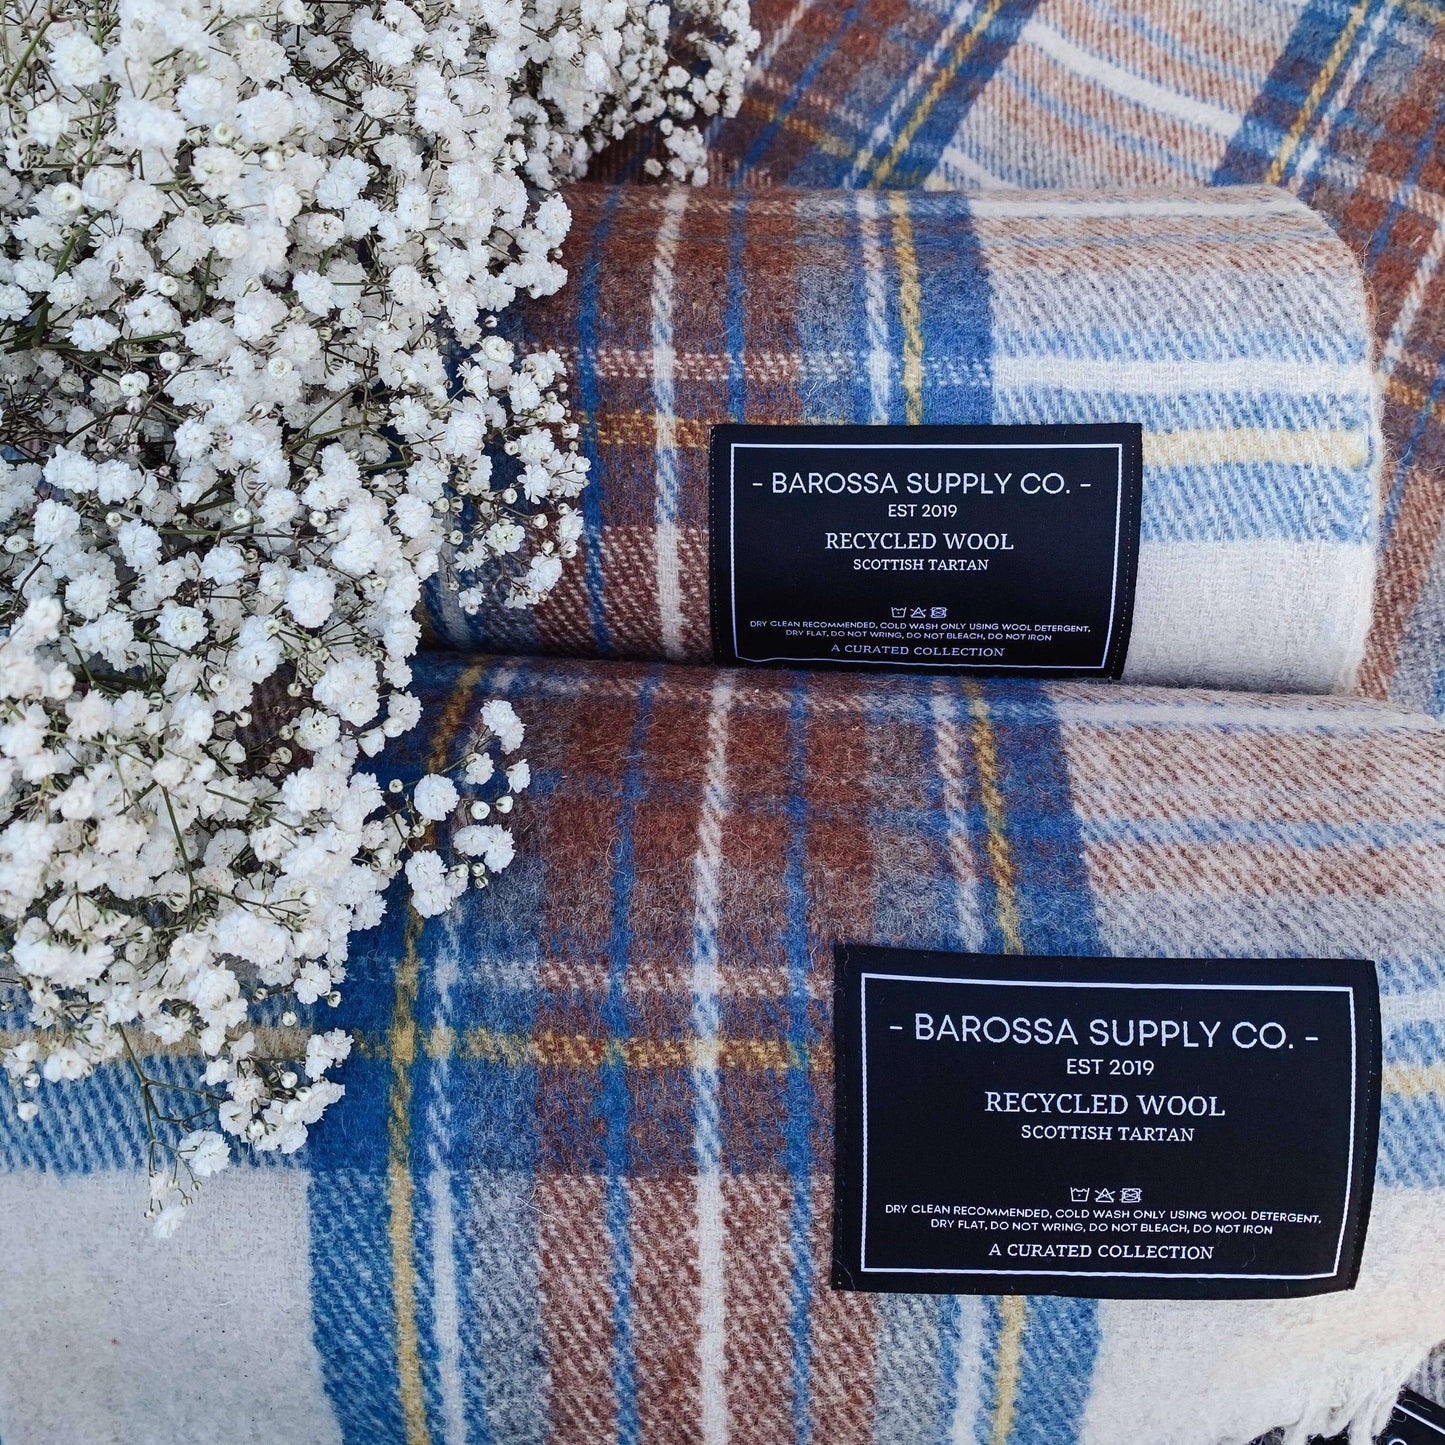 - BAROSSA SUPPLY CO. -
EST 2019
RECYCLED WOOL
SCOTTISH TARTAN
DRY CLEAN RECOMMENDED, COLD WASH ONLY USING WOOL DETERGENT,
DRY FLAT, DO NOT WRING, DO NOT BLEACH, DO NOT IRON
A CURATED COLLECTION
- BAROSSA SUPPLY CO. -
EST 2019
RECYCLED WOOL
SCOTTISH TARTAN
DRY CLEAN RECOMMENDED, COLD WASH ONLY USING WOOL DETERGENT,
DRY FLAT, DO NOT WRING, DO NOT BLEACH, DO NOT IRON
A CURATED COLLECTION